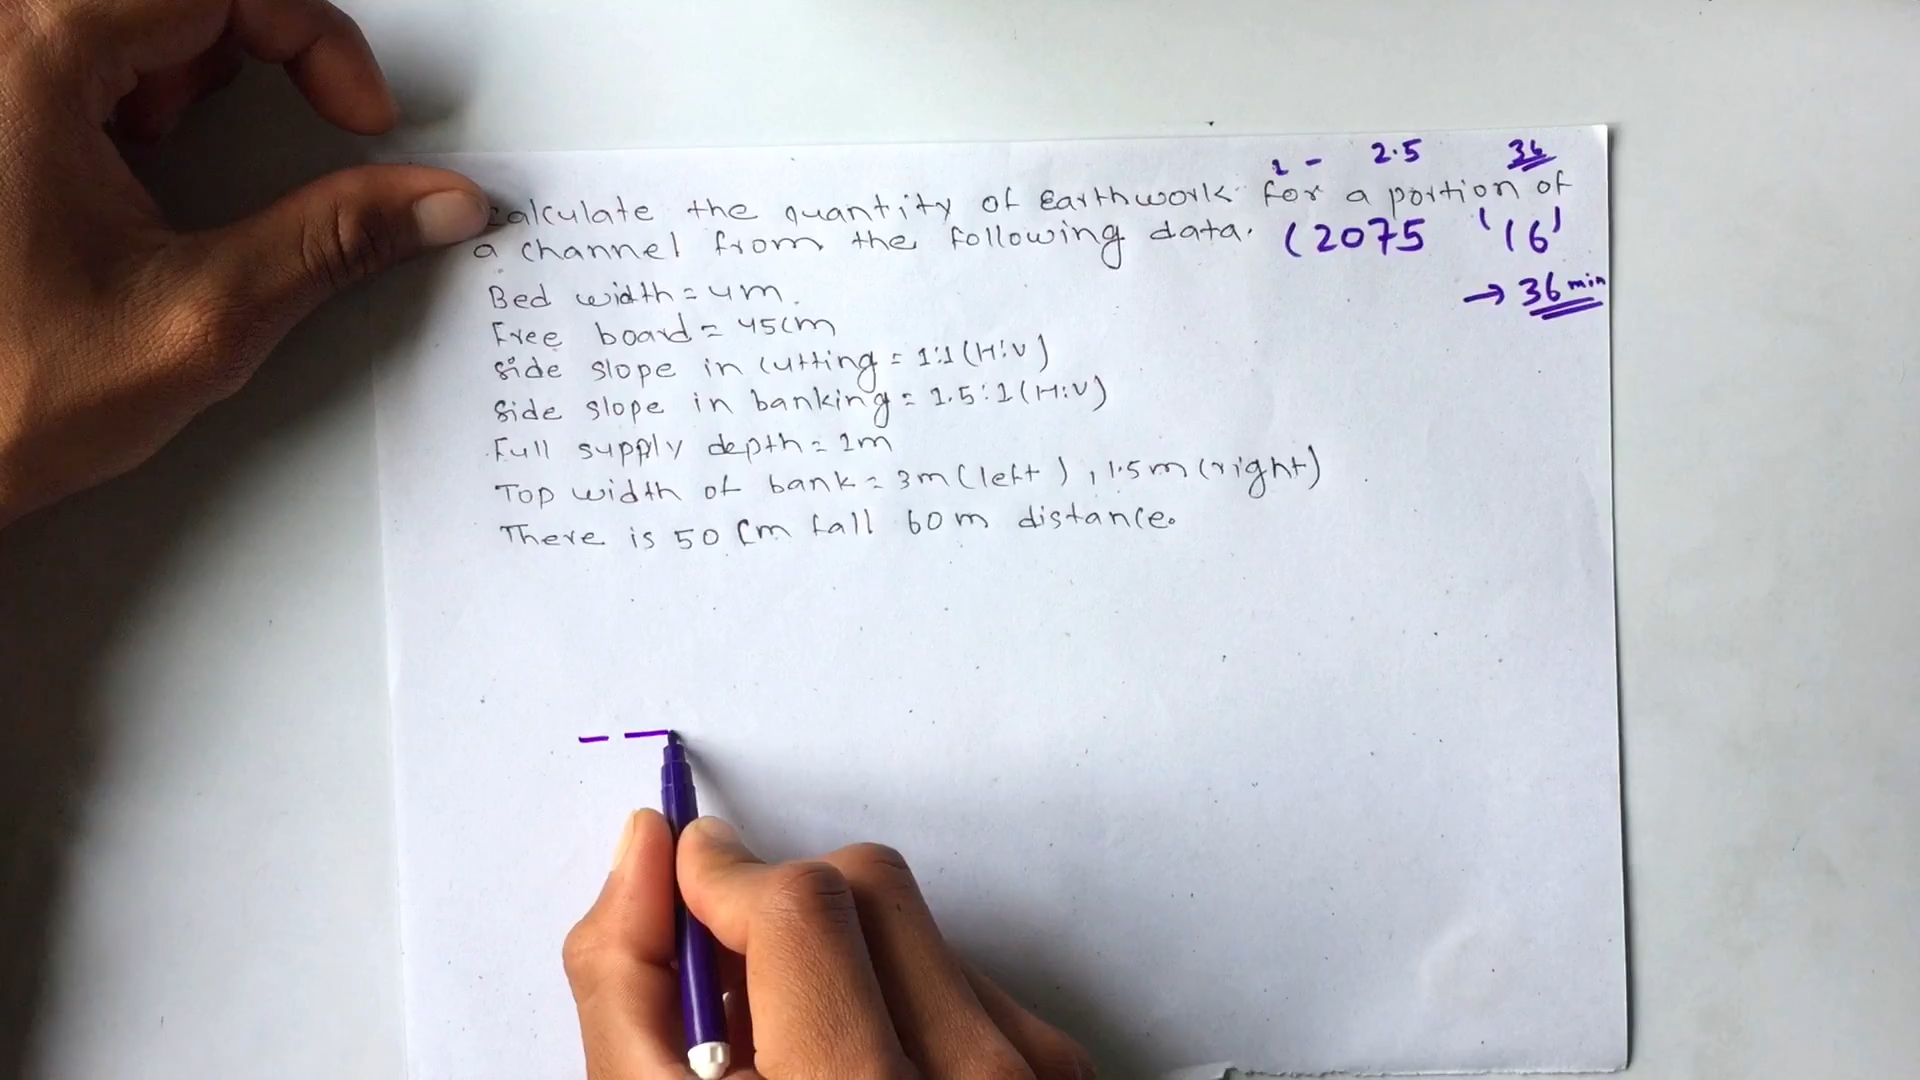 1 - 2.5 36
Calculate the quantity of Earthwork for a portion of
a channel from the following data. (2075 '16'
→ 36 min
Bed width = 4m.
Free board = 45cm
Side slope in cutting = 1:1 (H:V)
Side slope in banking = 1.5:1 (H:V)
Full supply depth = 1m
Top width of bank = 3m (left), 1.5m (right)
There is 50 cm fall 60m distance.